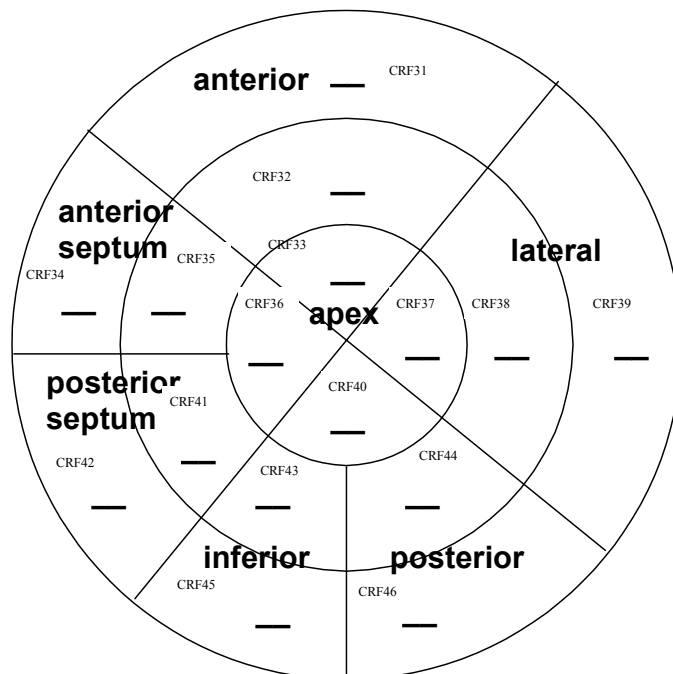 CRF31
anterior
CRF32
anterior
septum
CRF33
lateral
CRF35
CRF34
CRF36
apex
CRF37
CRF38
CRF39
posterior
septum
CRF40
CRF41
CRF42
CRF43
CRF44
inferior
posterior
CRF45
CRF46